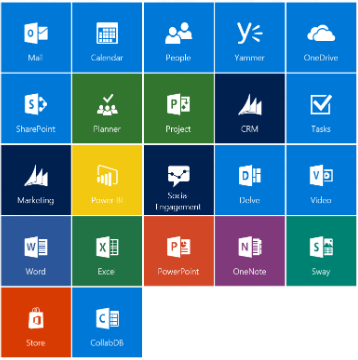 Mail
Calendar
People
Yammer
OneDrive
SharePoint
Planner
Project
CRM
Tasks
Marketing
Power BI
Social
Engagement
Delve
Video
Word
Excel
PowerPoint
OneNote
Sway
Store
CollabDB